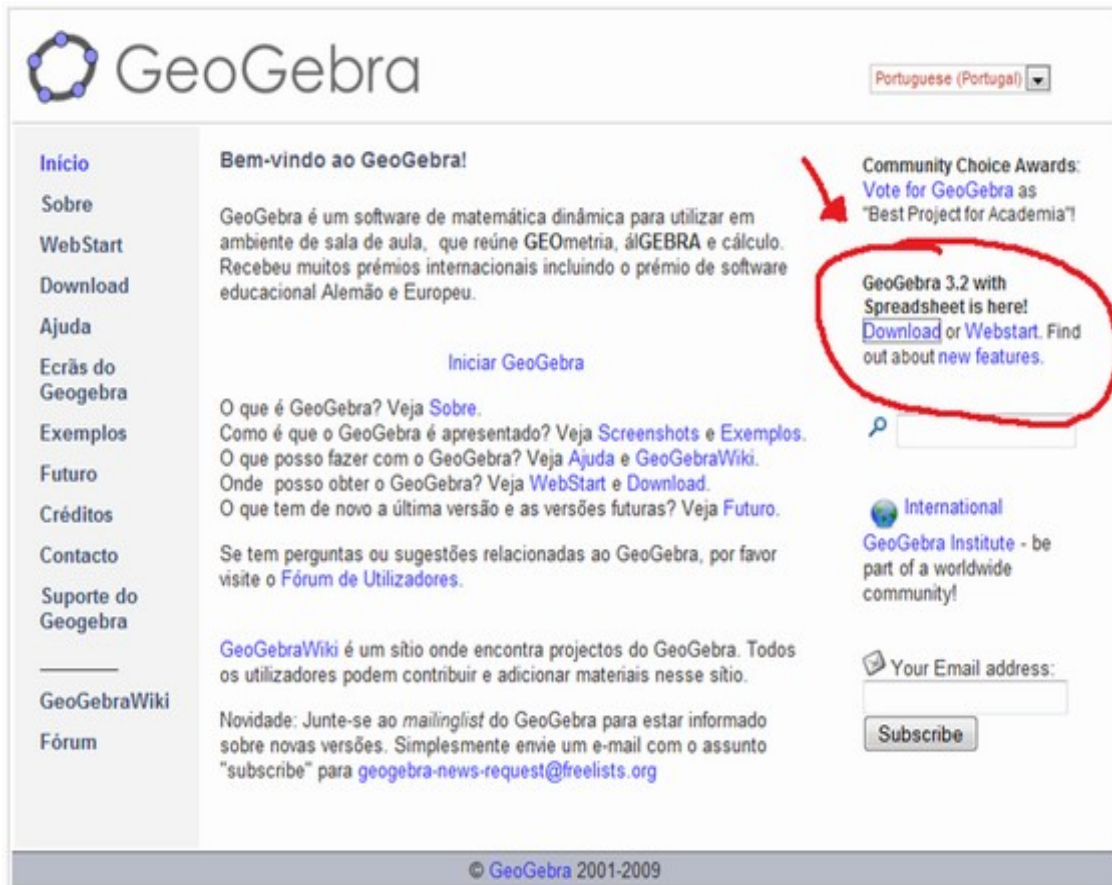 GeoGebra
Portuguese (Portugal)
Início
Sobre
WebStart
Download
Ajuda
Ecrãs do
Geogebra
Exemplos
Futuro
Créditos
Contacto
Suporte do
Geogebra
GeoGebraWiki
Fórum
Bem-vindo ao GeoGebra!
GeoGebra é um software de matemática dinâmica para utilizar em
ambiente de sala de aula, que reúne GEOmetria, álGEBRA e cálculo.
Recebeu muitos prémios internacionais incluindo o prémio de software
educacional Alemão e Europeu.
Iniciar GeoGebra
O que é GeoGebra? Veja Sobre.
Como é que o GeoGebra é apresentado? Veja Screenshots e Exemplos.
O que posso fazer com o GeoGebra? Veja Ajuda e GeoGebraWiki.
Onde posso obter o GeoGebra? Veja WebStart e Download.
O que tem de novo a última versão e as versões futuras? Veja Futuro.
Se tem perguntas ou sugestões relacionadas ao GeoGebra, por favor
visite o Fórum de Utilizadores.
GeoGebraWiki é um sítio onde encontra projectos do GeoGebra. Todos
os utilizadores podem contribuir e adicionar materiais nesse sítio.
Novidade: Junte-se ao mailinglist do GeoGebra para estar informado
sobre novas versões. Simplesmente envie um e-mail com o assunto
"subscribe" para geogebra-news-request@freelists.org
Community Choice Awards:
Vote for GeoGebra as
"Best Project for Academia"!
GeoGebra 3.2 with
Spreadsheet is here!
Download or Webstart. Find
out about new features.
International
GeoGebra Institute - be
part of a worldwide
community!
Your Email address:
Subscribe
© GeoGebra 2001-2009